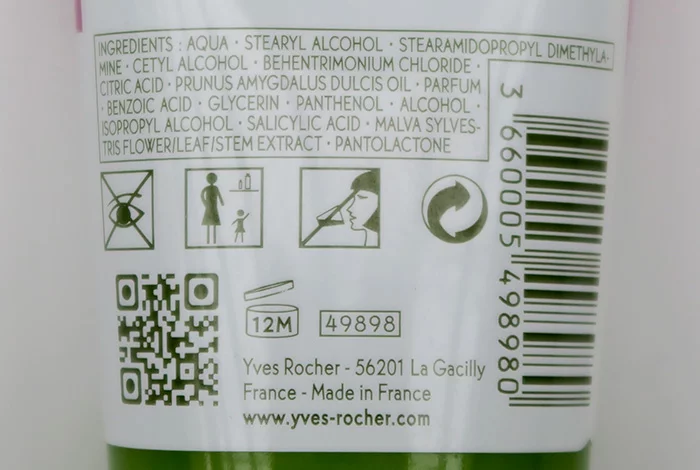 INGREDIENTS : AQUA · STEARYL ALCOHOL · STEARAMIDOPROPYL DIMETHYLA-
MINE · CETYL ALCOHOL · BEHENTRIMONIUM CHLORIDE ·
CITRIC ACID · PRUNUS AMYGDALUS DULCIS OIL · PARFUM
· BENZOIC ACID · GLYCERIN · PANTHENOL · ALCOHOL ·
ISOPROPYL ALCOHOL · SALICYLIC ACID · MALVA SYLVES-
TRIS FLOWER/LEAF/STEM EXTRACT · PANTOLACTONE
3 660005 498980
12M
49898
Yves Rocher - 56201 La Gacilly
France - Made in France
www.yves-rocher.com